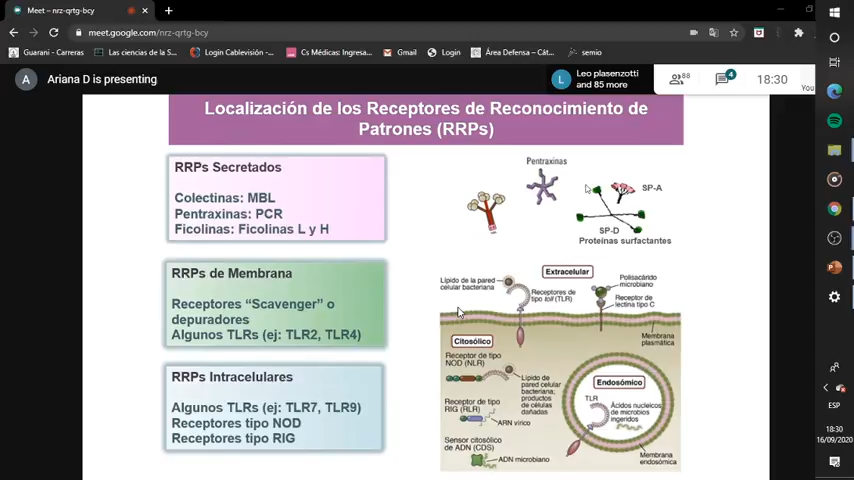 Meet – nrz-qrtg-bcy
meet.google.com/nrz-qrtg-bcy
Guarani - Carreras
Las ciencias de la S...
Login Cablevisión...
Cs Médicas: Ingresa...
Gmail
Login
Área Defensa – Cát...
semio
A
Ariana D is presenting
L
Leo plasenzotti
and 85 more
88
4
18:30
You
Localización de los Receptores de Reconocimiento de
Patrones (RRPs)
RRPs Secretados
Colectinas: MBL
Pentraxinas: PCR
Ficolinas: Ficolinas L y H
RRPs de Membrana
Receptores “Scavenger” o
depuradores
Algunos TLRs (ej: TLR2, TLR4)
RRPs Intracelulares
Algunos TLRs (ej: TLR7, TLR9)
Receptores tipo NOD
Receptores tipo RIG
Pentraxinas
SP-A
SP-D
Proteínas surfactantes
Extracelular
Lípido de la pared
celular bacteriana
Receptores de
tipo toll (TLR)
Polisacárido
microbiano
Receptor de
lectina tipo C
Membrana
plasmática
Citosólico
Receptor de tipo
NOD (NLR)
Lípido de
pared celular
bacteriana;
productos
de células
dañadas
Receptor de tipo
RIG (RLR)
ARN vírico
Sensor citosólico
de ADN (CDS)
ADN microbiano
Endosómico
TLR
Ácidos nucleicos
de microbios
ingeridos
Membrana
endosómica
ESP
18:30
16/09/2020